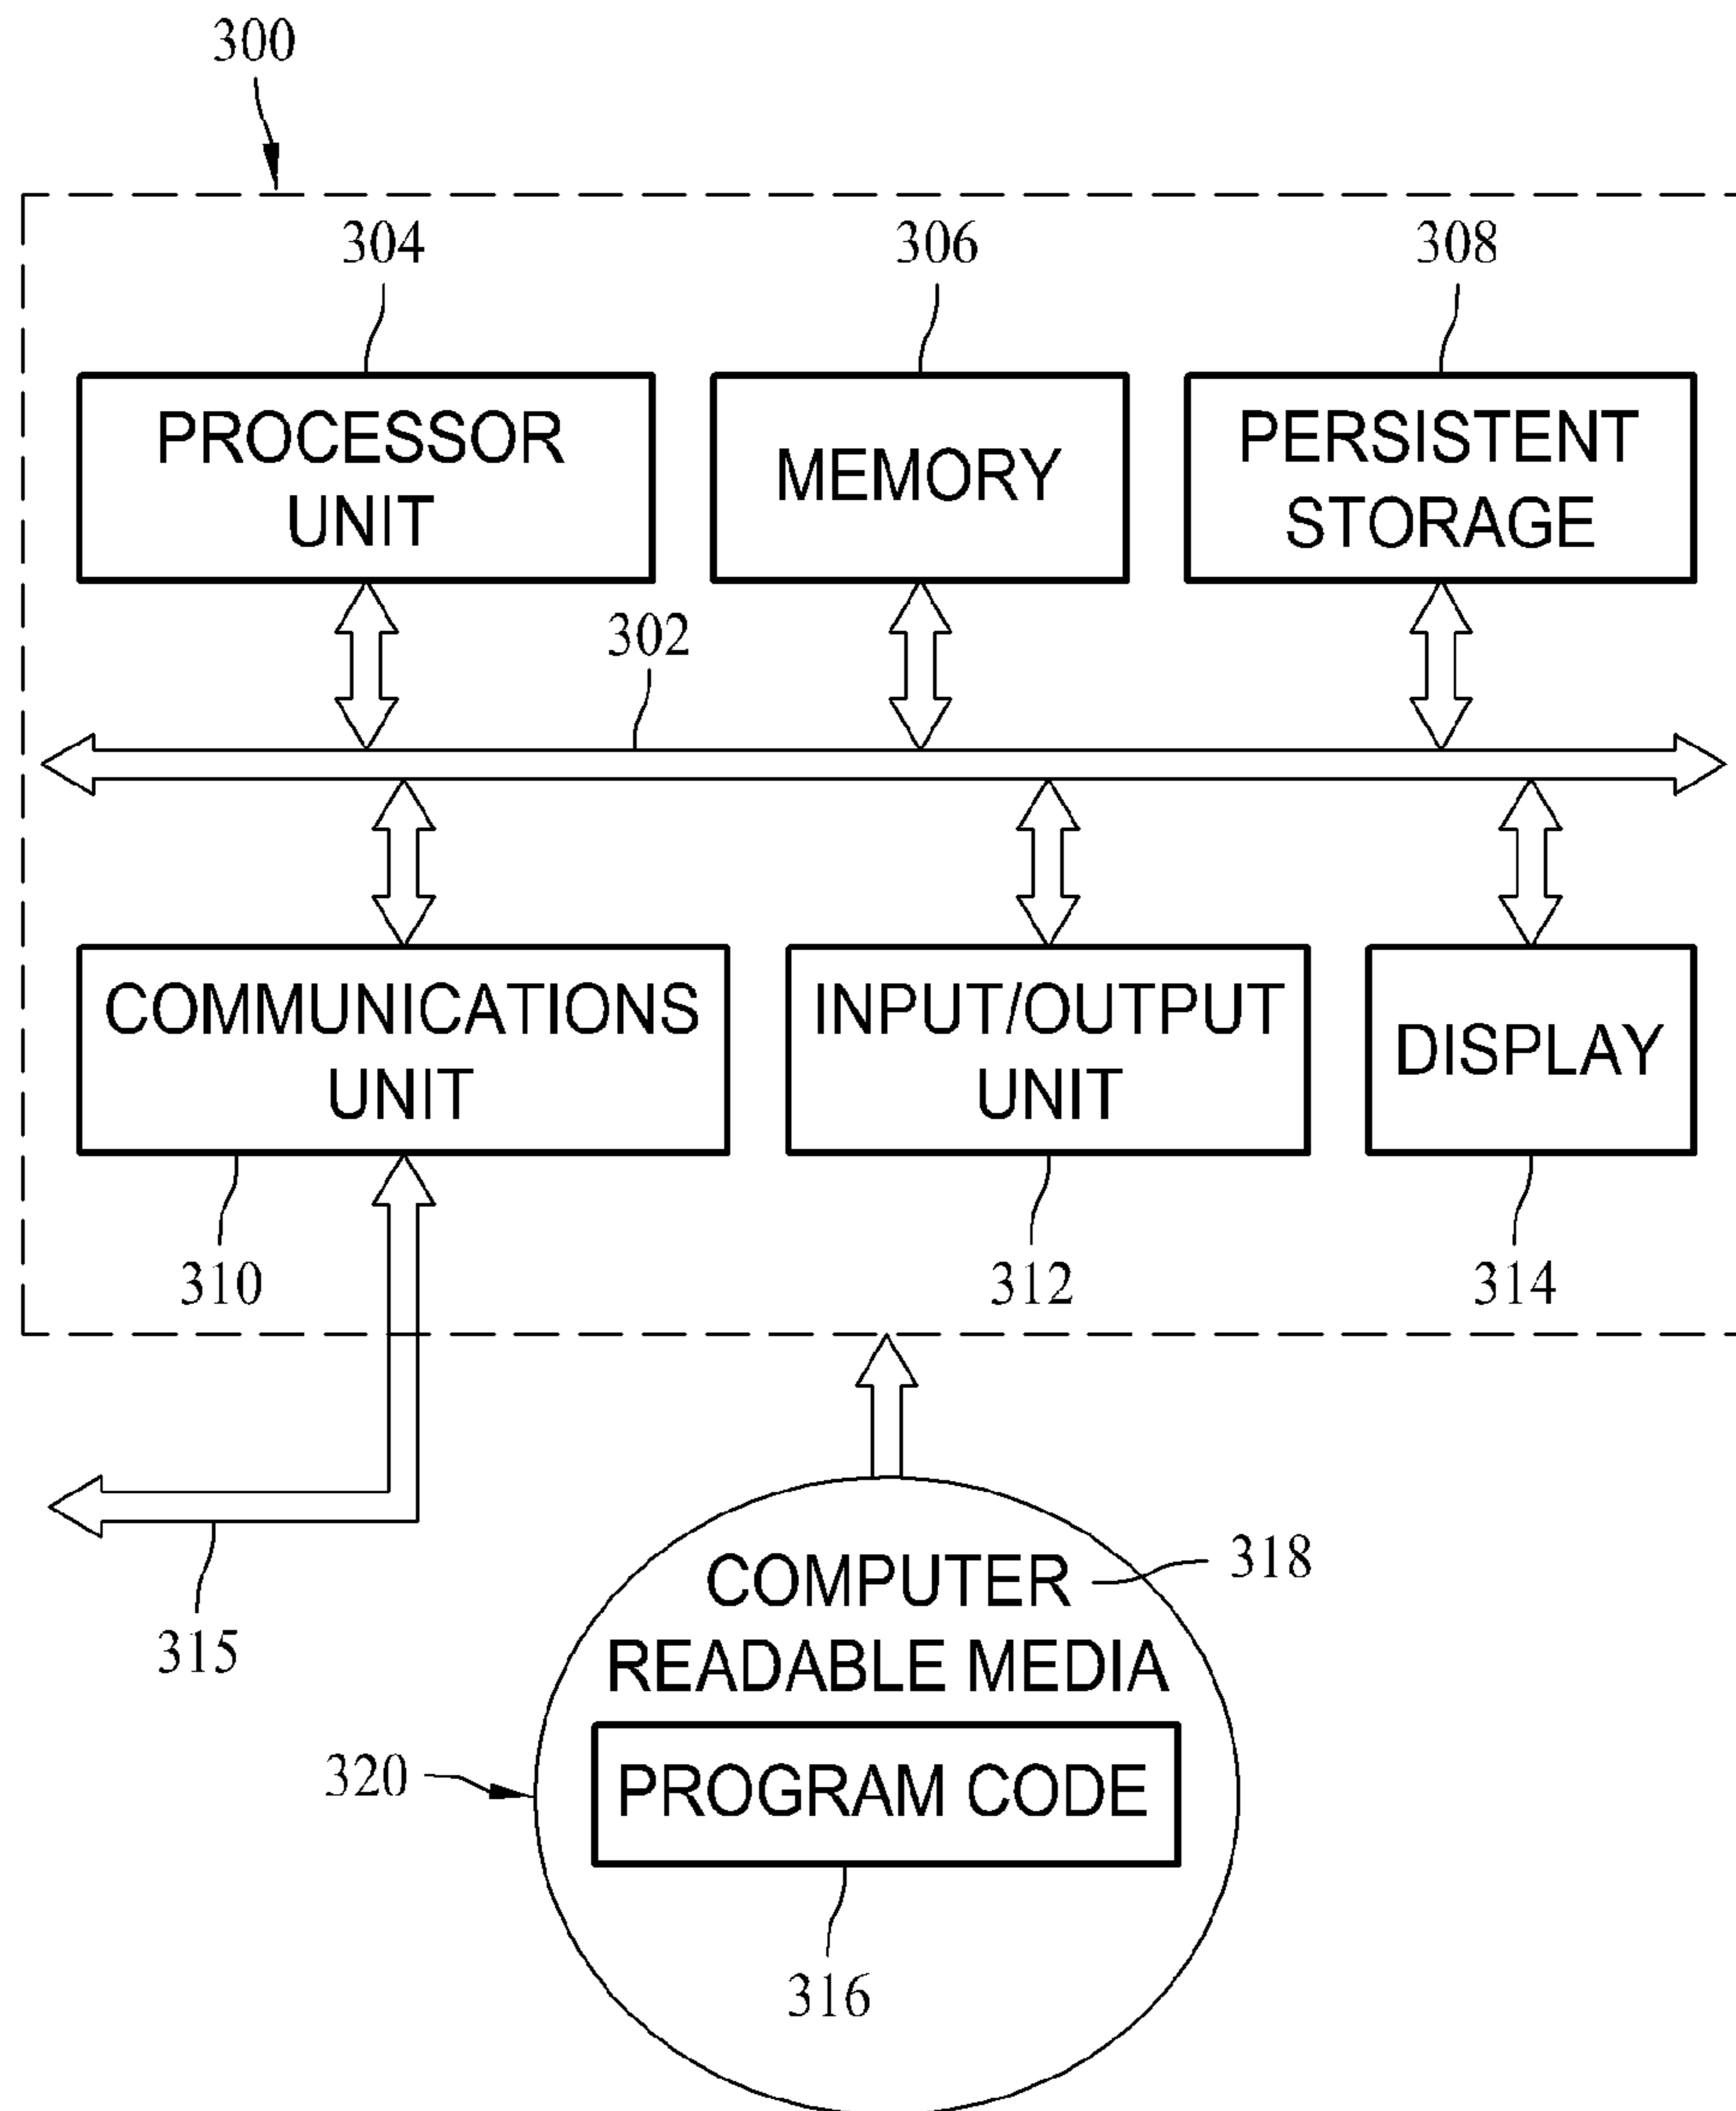 300
304
306
308
PROCESSOR
UNIT
MEMORY
PERSISTENT
STORAGE
302
COMMUNICATIONS
UNIT
INPUT/OUTPUT
UNIT
DISPLAY
310
312
314
315
COMPUTER
READABLE MEDIA
318
320
PROGRAM CODE
316